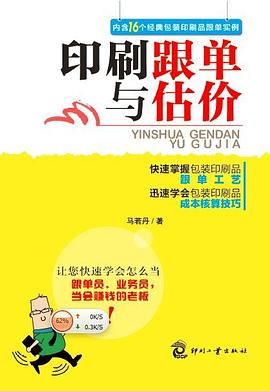 内含16个经典包装印刷品跟单实例
印刷跟单
与估价
YINSHUA GENDAN
YU GUJIA
快速掌握包装印刷品
跟单工艺
迅速学会包装印刷品
成本核算技巧
马若丹 / 著
让您快速学会怎么当
跟单员、业务员,
当会赚钱的老板
!
62%
↑ 0K/S
↓ 0.3K/S
印刷工业出版社